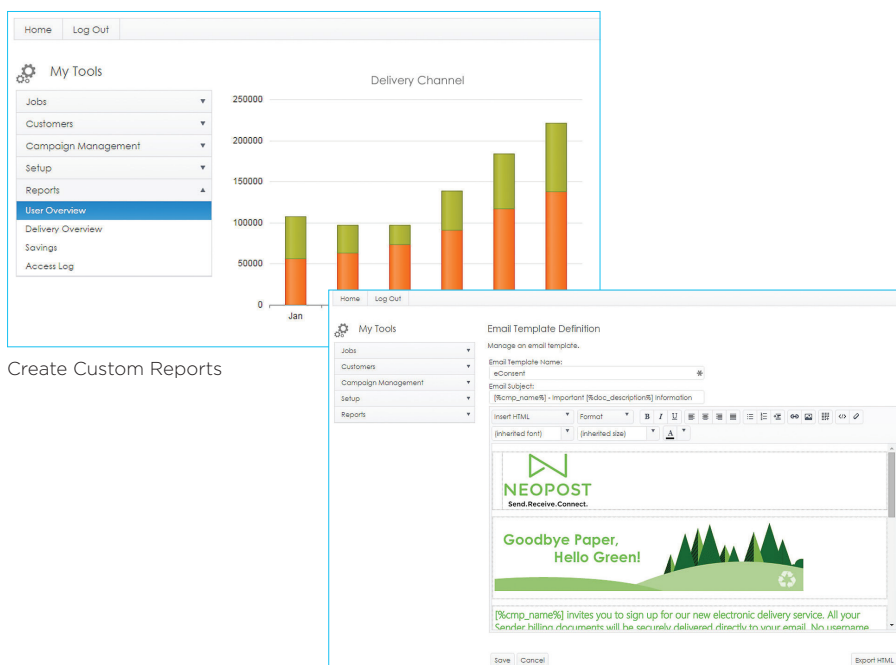 Home Log Out
My Tools
Jobs
Customers
Campaign Management
Setup
Reports
User Overview
Delivery Overview
Savings
Access Log
Delivery Channel
250000
200000
150000
100000
50000
0
Jan
Create Custom Reports
Home Log Out
My Tools
Jobs
Customers
Campaign Management
Setup
Reports
Email Template Definition
Manage an email template.
Email Template Name:
eConsent
Email Subject:
[%cmp_name%] - Important [%doc_description%] Information
Insert HTML Format B I U
(inherited font) (inherited size) A
NEOPOST
Send.Receive.Connect.
Goodbye Paper,
Hello Green!
[%cmp_name%] invites you to sign up for our new electronic delivery service. All your
Sender billing documents will be securely delivered directly to your email. No username
Save Cancel Export HTML